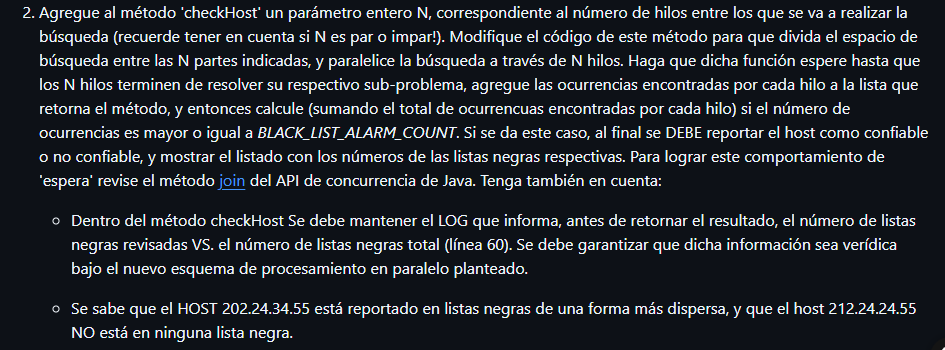 2. Agregue al método 'checkHost' un parámetro entero N, correspondiente al número de hilos entre los que se va a realizar la
búsqueda (recuerde tener en cuenta si N es par o impar!). Modifique el código de este método para que divida el espacio de
búsqueda entre las N partes indicadas, y paralelice la búsqueda a través de N hilos. Haga que dicha función espere hasta que
los N hilos terminen de resolver su respectivo sub-problema, agregue las ocurrencias encontradas por cada hilo a la lista que
retorna el método, y entonces calcule (sumando el total de ocurrencuas encontradas por cada hilo) si el número de
ocurrencias es mayor o igual a BLACK_LIST_ALARM_COUNT. Si se da este caso, al final se DEBE reportar el host como confiable
o no confiable, y mostrar el listado con los números de las listas negras respectivas. Para lograr este comportamiento de
'espera' revise el método join del API de concurrencia de Java. Tenga también en cuenta:
○ Dentro del método checkHost Se debe mantener el LOG que informa, antes de retornar el resultado, el número de listas
negras revisadas VS. el número de listas negras total (línea 60). Se debe garantizar que dicha información sea verídica
bajo el nuevo esquema de procesamiento en paralelo planteado.
○ Se sabe que el HOST 202.24.34.55 está reportado en listas negras de una forma más dispersa, y que el host 212.24.24.55
NO está en ninguna lista negra.